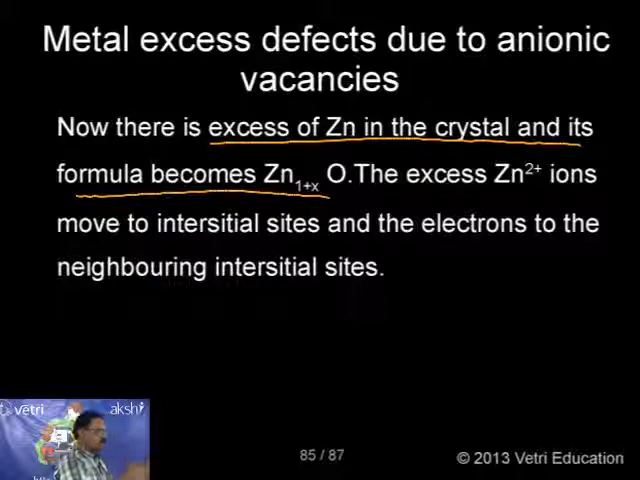 Metal excess defects due to anionic
vacancies
Now there is excess of Zn in the crystal and its
formula becomes Zn1+x O.The excess Zn2+ ions
move to intersitial sites and the electrons to the
neighbouring intersitial sites.
vetri
akshi
85 / 87
© 2013 Vetri Education